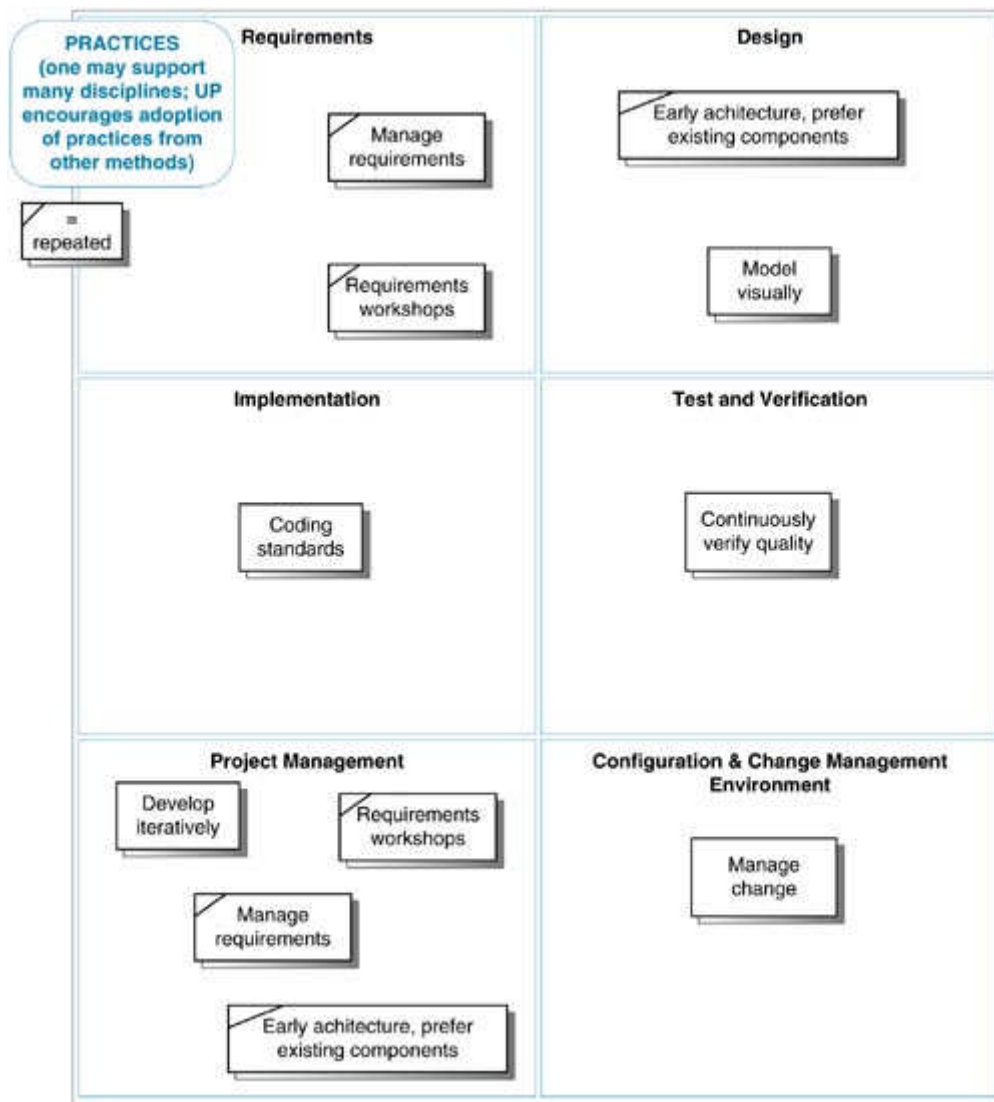 PRACTICES
(one may support
many disciplines; UP
encourages adoption
of practices from
other methods)
=
repeated
Requirements
Manage
requirements
Requirements
workshops
Design
Early achitecture, prefer
existing components
Model
visually
Implementation
Coding
standards
Test and Verification
Continuously
verify quality
Project Management
Develop
iteratively
Requirements
workshops
Manage
requirements
Early achitecture, prefer
existing components
Configuration & Change Management
Environment
Manage
change